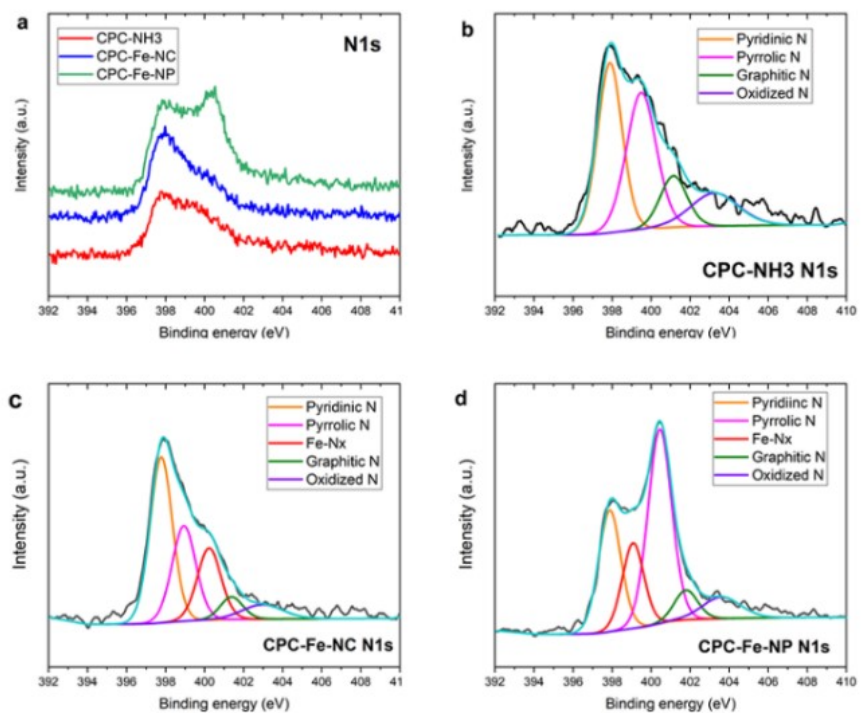 a
N1s
CPC-NH3
CPC-Fe-NC
CPC-Fe-NP
Intensity (a.u.)
392 394 396 398 400 402 404 406 408 41
Binding energy (eV)
b
Pyridinic N
Pyrrolic N
Graphitic N
Oxidized N
Intensity (a.u.)
CPC-NH3 N1s
392 394 396 398 400 402 404 406 408 410
Binding energy (eV)
c
Pyridinic N
Pyrrolic N
Fe-Nx
Graphitic N
Oxidized N
Intensity (a.u.)
CPC-Fe-NC N1s
392 394 396 398 400 402 404 406 408 41
Binding energy (eV)
d
Pyridiinc N
Pyrrolic N
Fe-Nx
Graphitic N
Oxidized N
Intensity (a.u.)
CPC-Fe-NP N1s
392 394 396 398 400 402 404 406 408 410
Binding energy (eV)